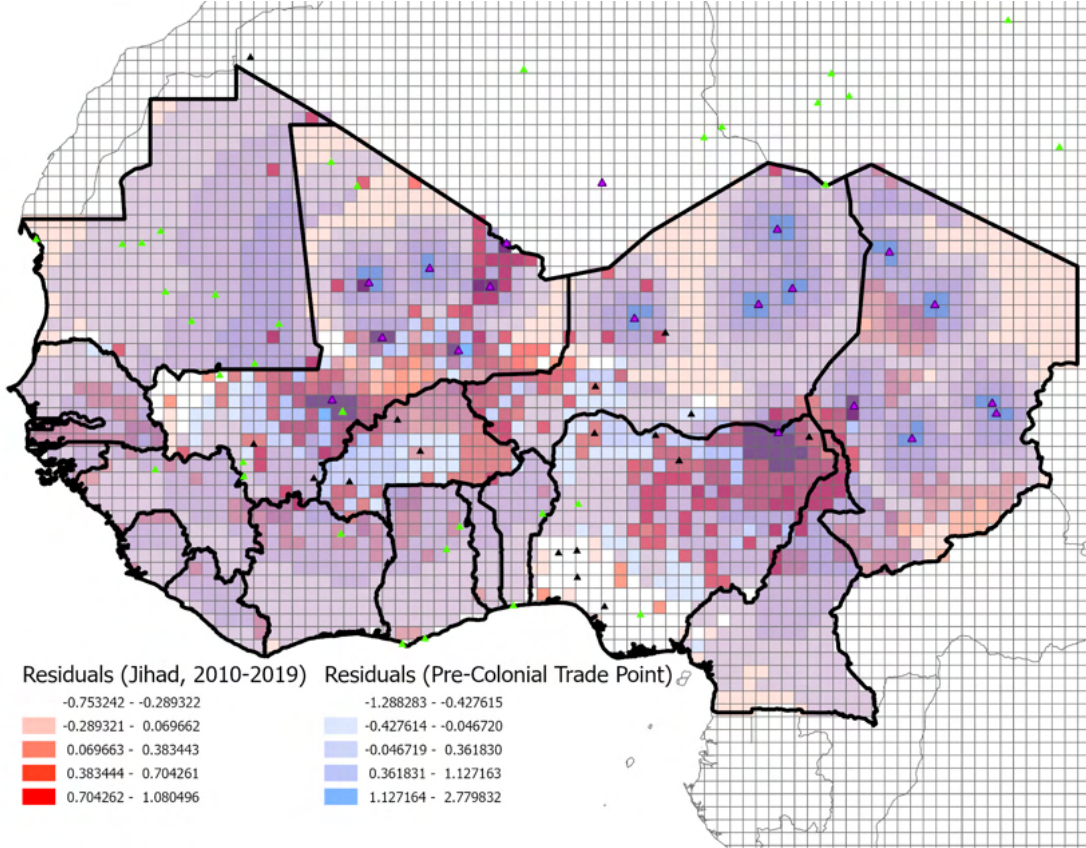 Residuals (Jihad, 2010-2019) Residuals (Pre-Colonial Trade Point)
-0.753242 - -0.289322 -1.288283 - -0.427615
-0.289321 - 0.069662 -0.427614 - -0.046720
0.069663 - 0.383443 -0.046719 - 0.361830
0.383444 - 0.704261 0.361831 - 1.127163
0.704262 - 1.080496 1.127164 - 2.779832